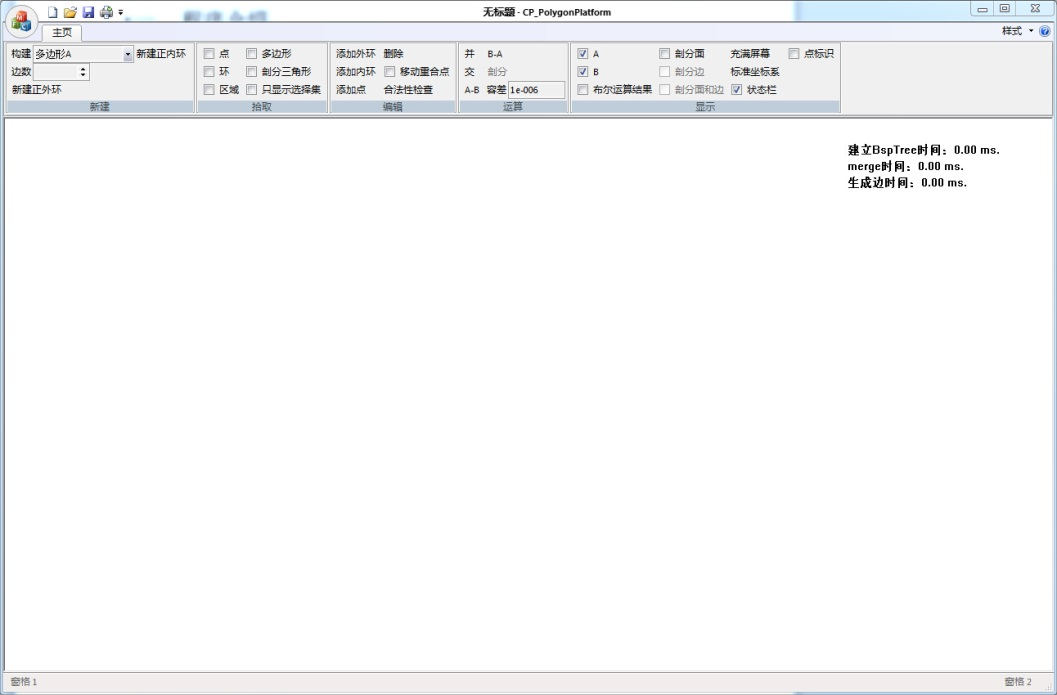 无标题 - CP_PolygonPlatform
主页
样式
构建 多边形A 新建正内环
边数
新建正外环
新建
点 多边形
环 剖分三角形
区域 只显示选择集
拾取
添加外环 删除
添加内环 移动重合点
添加点 合法性检查
编辑
并 B-A
交 剖分
A-B 容差 1e-006
运算
A 剖分面 充满屏幕 点标识
B 剖分边 标准坐标系
布尔运算结果 剖分面和边 状态栏
显示
建立BspTree时间：0.00 ms.
merge时间：0.00 ms.
生成边时间：0.00 ms.
窗格 1 窗格 2